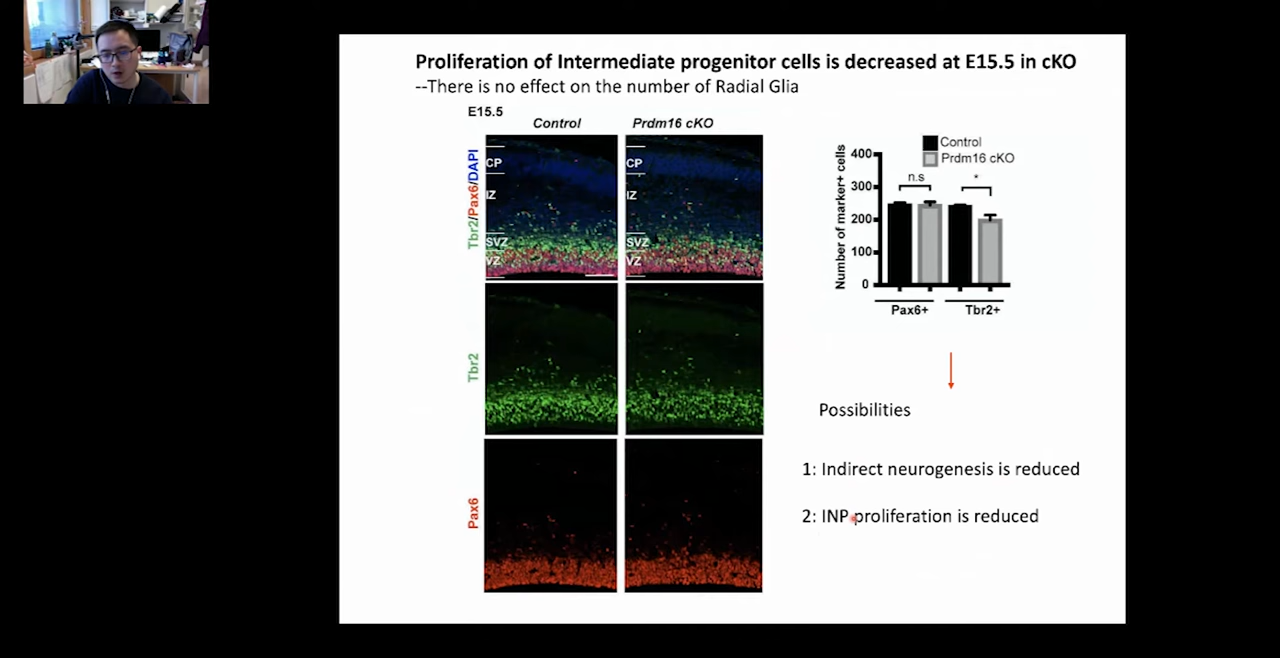 Proliferation of Intermediate progenitor cells is decreased at E15.5 in cKO
--There is no effect on the number of Radial Glia
E15.5
Control
Prdm16 cKO
Tbr2/Pax6/DAPI
CP
IZ
SVZ
VZ
CP
IZ
SVZ
VZ
Tbr2
Pax6
Control
Prdm16 cKO
Number of marker+ cells
400
300
200
100
0
n.s
*
Pax6+
Tbr2+
Possibilities
1: Indirect neurogenesis is reduced
2: INP proliferation is reduced